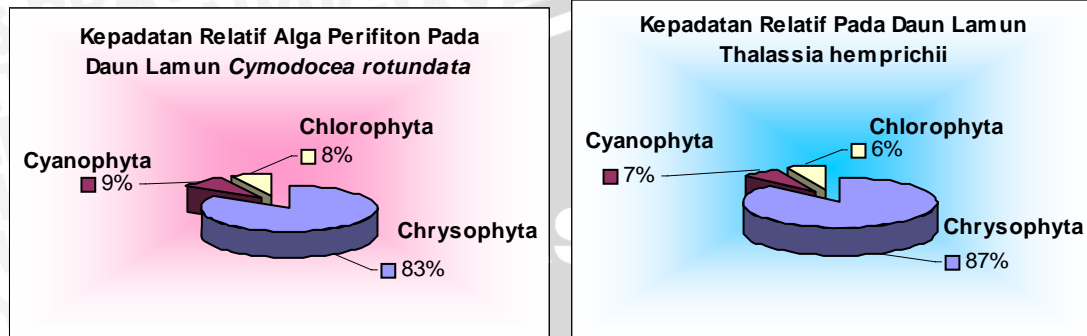 Kepadatan Relatif Alga Perifiton Pada
Daun Lamun Cymodocea rotundata
Chlorophyta
8%
Cyanophyta
9%
Chrysophyta
83%
Kepadatan Relatif Pada Daun Lamun
Thalassia hemprichii
Chlorophyta
6%
Cyanophyta
7%
Chrysophyta
87%